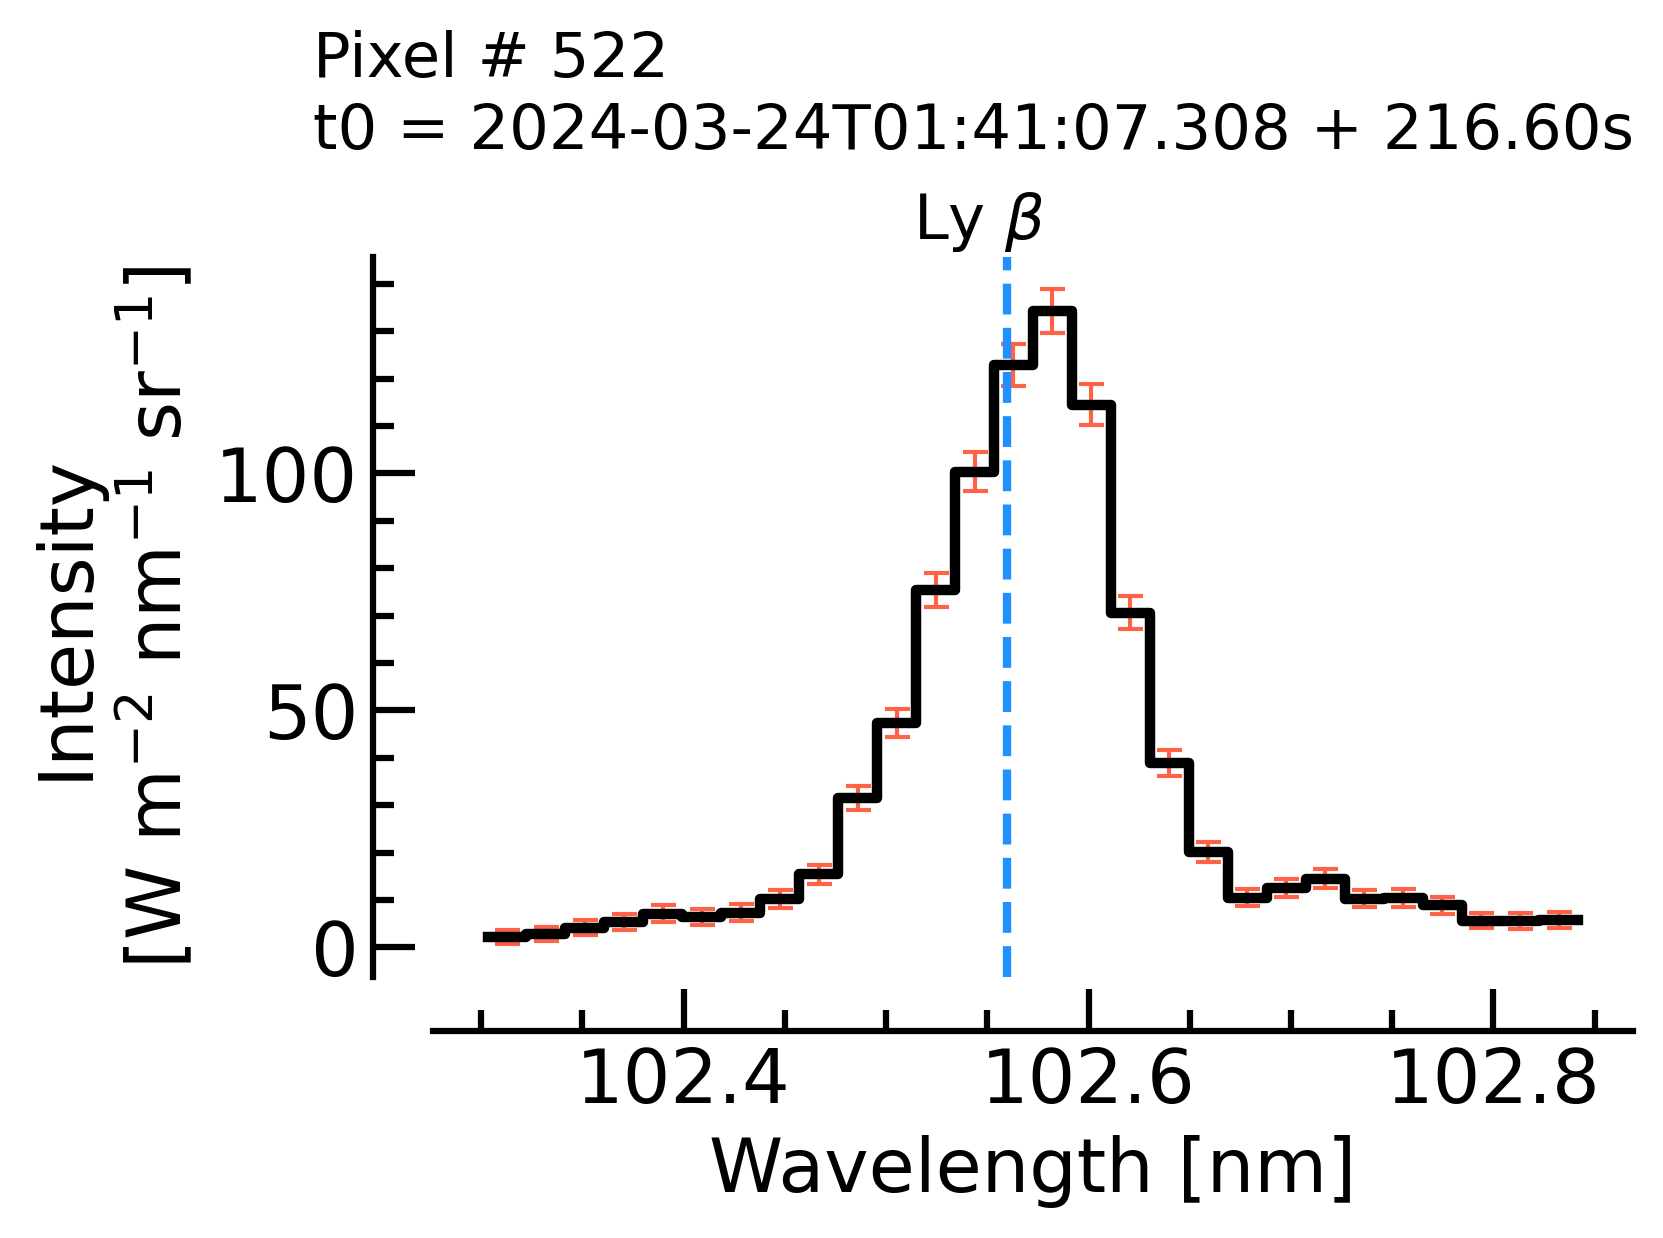 Pixel # 522
t0 = 2024-03-24T01:41:07.308 + 216.60s
Ly β
Intensity
[W m⁻² nm⁻¹ sr⁻¹]
100
50
0
102.4 102.6 102.8
Wavelength [nm]